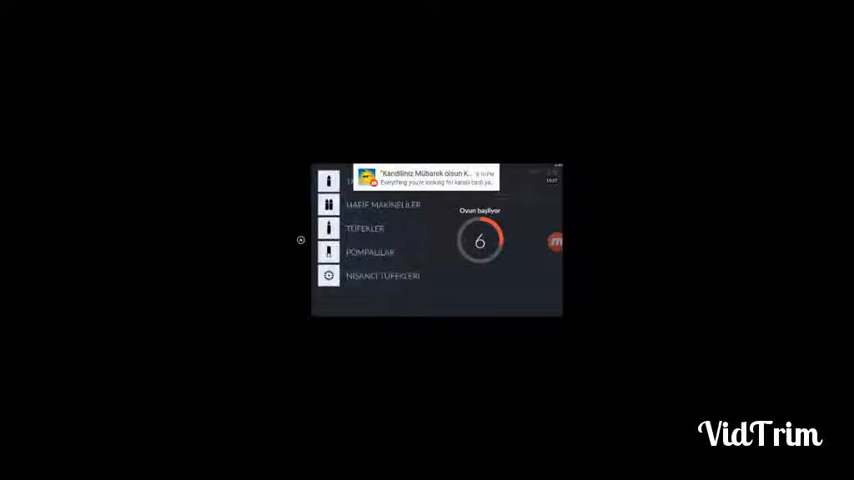 "Kandiliniz Mübarek olsun K..
Everything you're looking for
HAFİF MAKİNELİLER
TÜFEKLER
POMPALILAR
NİŞANCI TÜFEKLERİ
Oyun başlıyor
6
VidTrim